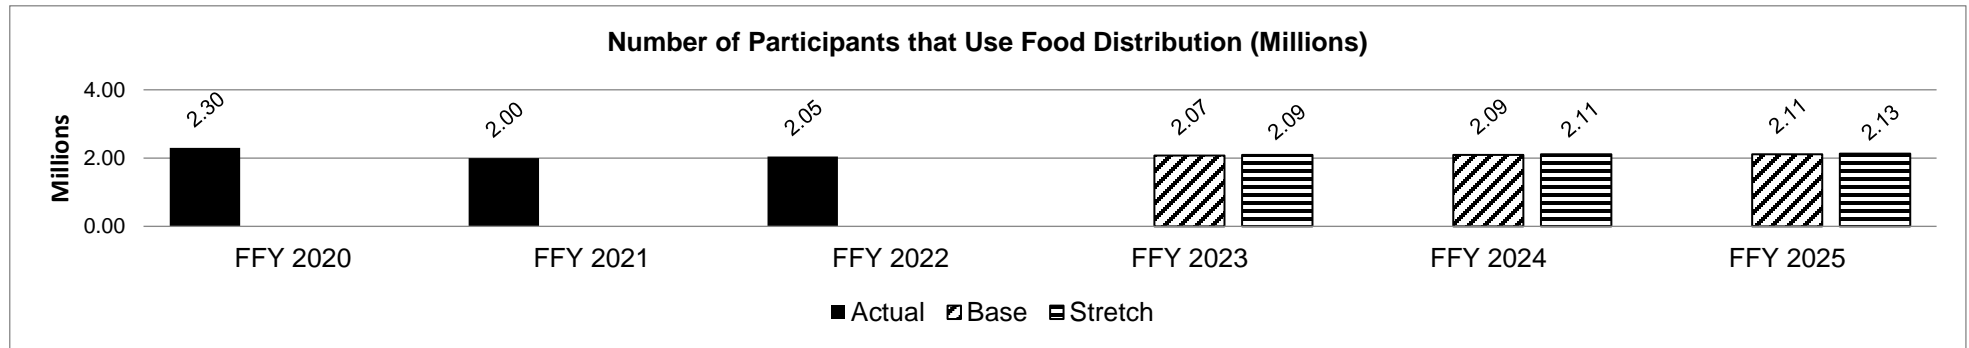 Number of Participants that Use Food Distribution (Millions)
Millions
4.00
2.00
0.00
2.30
2.00
2.05
2.07
2.09
2.09
2.11
2.11
2.13
FFY 2020
FFY 2021
FFY 2022
FFY 2023
FFY 2024
FFY 2025
Actual
Base
Stretch